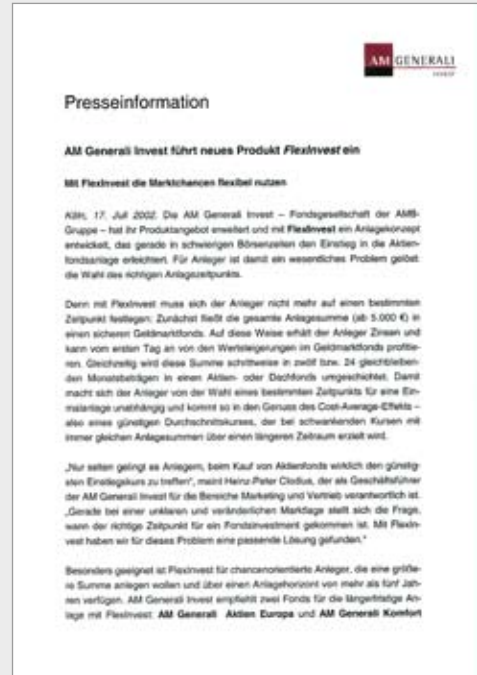 AM GENERALI
INVEST
Presseinformation
AM Generali Invest führt neues Produkt FlexInvest ein
Mit FlexInvest die Marktchancen flexibel nutzen
Köln, 17. Juli 2002. Die AM Generali Invest – Fondsgesellschaft der AMB-
Gruppe – hat ihr Produktangebot erweitert und mit FlexInvest ein Anlagekonzept
entwickelt, das gerade in schwierigen Börsenzeiten den Einstieg in die Aktien-
fondsanlage erleichtert. Für Anleger ist damit ein wesentliches Problem gelöst:
die Wahl des richtigen Anlagezeitpunkts.
Denn mit FlexInvest muss sich der Anleger nicht mehr auf einen bestimmten
Zeitpunkt festlegen: Zunächst fließt die gesamte Anlagesumme (ab 5.000 €) in
einen sicheren Geldmarktfonds. Auf diese Weise erhält der Anleger Zinsen und
kann vom ersten Tag an von den Wertsteigerungen im Geldmarktfonds profitie-
ren. Gleichzeitig wird diese Summe schrittweise in zwölf bzw. 24 gleichbleiben-
den Monatsbeträgen in einen Aktien- oder Dachfonds umgeschichtet. Damit
macht sich der Anleger von der Wahl eines bestimmten Zeitpunkts für eine Ein-
malanlage unabhängig und kommt so in den Genuss des Cost-Average-Effekts –
also eines günstigen Durchschnittskurses, der bei schwankenden Kursen mit
immer gleichen Anlagesummen über einen längeren Zeitraum erzielt wird.
„Nur selten gelingt es Anlegern, beim Kauf von Aktienfonds wirklich den günstig-
sten Einstiegskurs zu treffen", meint Heinz-Peter Clodius, der als Geschäftsführer
der AM Generali Invest für die Bereiche Marketing und Vertrieb verantwortlich ist.
„Gerade bei einer unklaren und veränderlichen Marktlage stellt sich die Frage,
wann der richtige Zeitpunkt für ein Fondsinvestment gekommen ist. Mit FlexIn-
vest haben wir für dieses Problem eine passende Lösung gefunden."
Besonders geeignet ist FlexInvest für chancenorientierte Anleger, die eine größe-
re Summe anlegen wollen und über einen Anlagehorizont von mehr als fünf Jah-
ren verfügen. AM Generali Invest empfiehlt zwei Fonds für die längerfristige An-
lage mit FlexInvest: AM Generali Aktien Europa und AM Generali Komfort